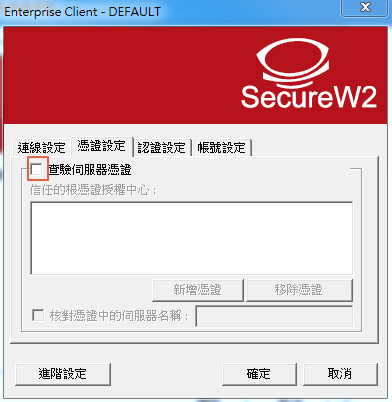 Enterprise Client - DEFAULT
SecureW2
連線設定 憑證設定 認證設定 帳號設定
查驗伺服器憑證
信任的根憑證授權中心：
新增憑證 移除憑證
核對憑證中的伺服器名稱：
進階設定 確定 取消